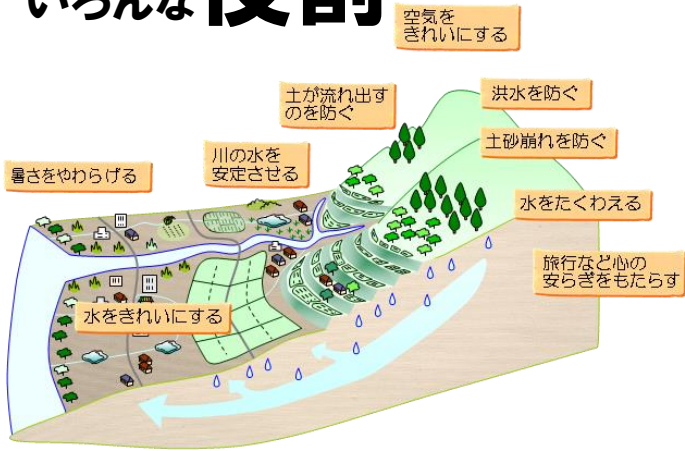 いろんな役割
空気を
きれいにする
土が流れ出す
のを防ぐ
洪水を防ぐ
川の水を
安定させる
土砂崩れを防ぐ
暑さをやわらげる
水をたくわえる
旅行など心の
安らぎをもたらす
水をきれいにする